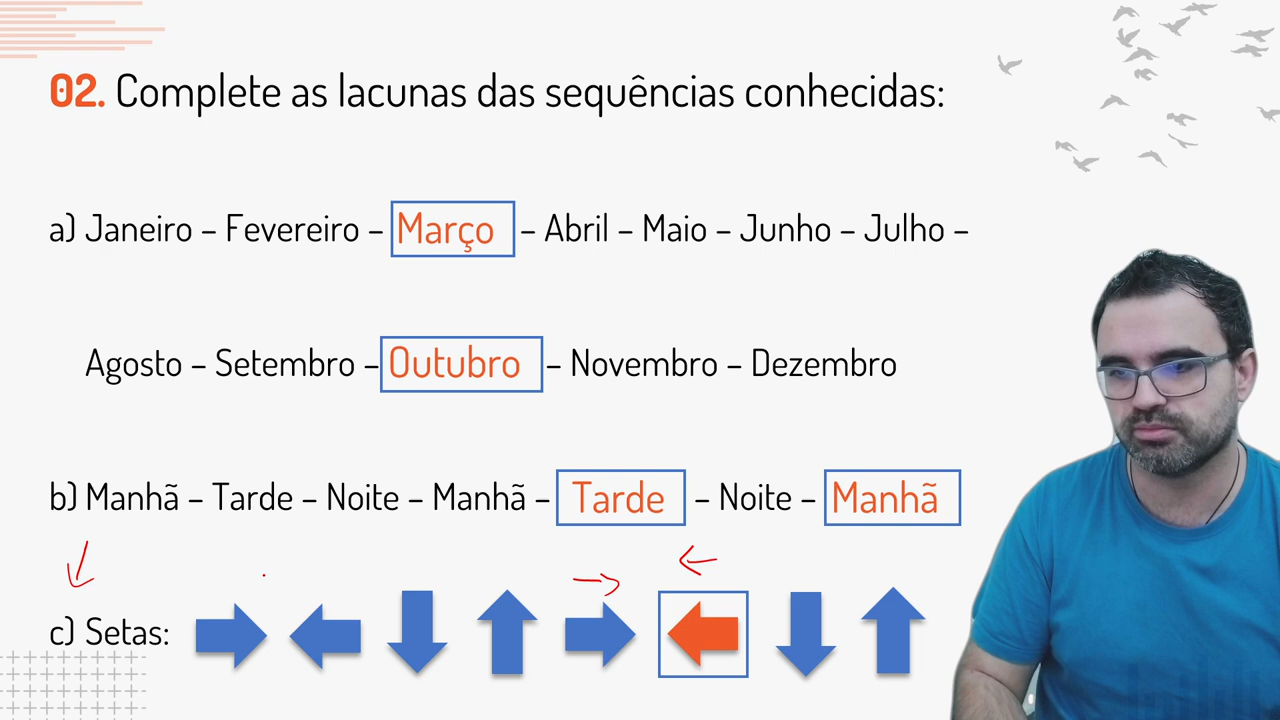 02. Complete as lacunas das sequências conhecidas:
a) Janeiro – Fevereiro – Março – Abril – Maio – Junho – Julho –
Agosto – Setembro – Outubro – Novembro – Dezembro
b) Manhã – Tarde – Noite – Manhã – Tarde – Noite – Manhã
c) Setas: